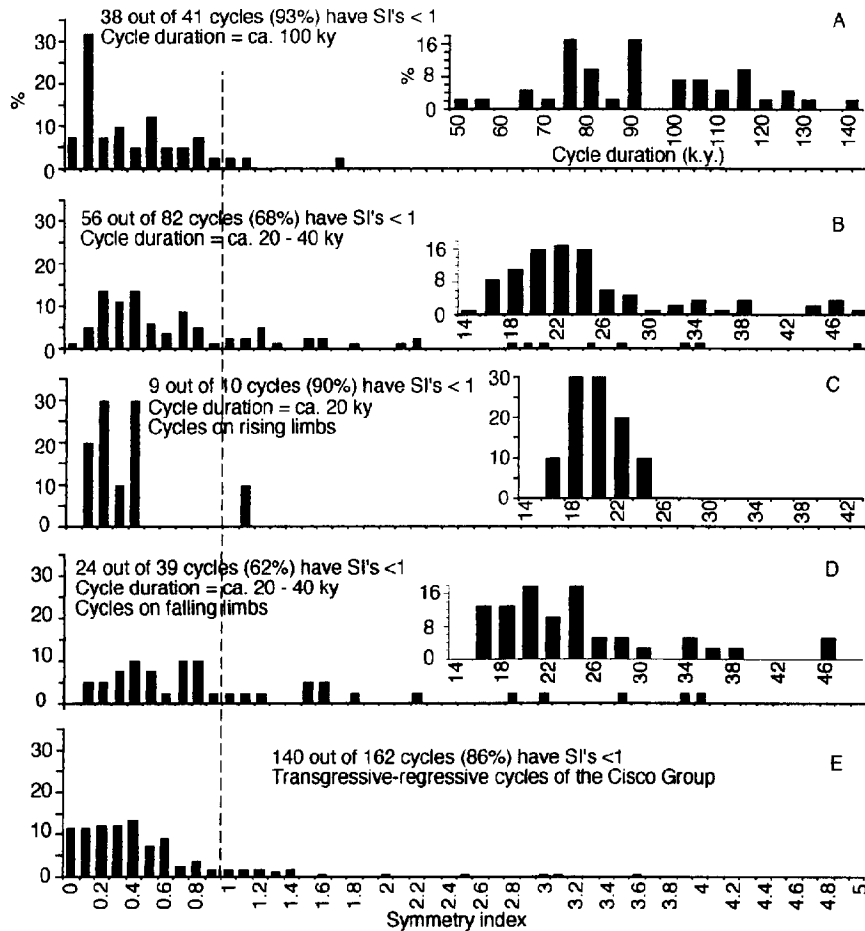 38 out of 41 cycles (93%) have SI's < 1
Cycle duration = ca. 100 ky
A
30
20
10
0
%
16
8
0
%
50 60 70 80 90 100 110 120 130 140
Cycle duration (k.y.)
56 out of 82 cycles (68%) have SI's < 1
Cycle duration = ca. 20 - 40 ky
B
30
20
10
0
16
8
0
14 18 22 26 30 34 38 42 46
9 out of 10 cycles (90%) have SI's < 1
Cycle duration = ca. 20 ky
Cycles on rising limbs
C
30
20
10
0
30
20
10
0
14 18 22 26 30 34 38 42
24 out of 39 cycles (62%) have SI's <1
Cycle duration = ca. 20 - 40 ky
Cycles on falling limbs
D
30
20
10
0
16
8
0
14 18 22 26 30 34 38 42 46
140 out of 162 cycles (86%) have SI's <1
Transgressive-regressive cycles of the Cisco Group
E
30
20
10
0
0 0.2 0.4 0.6 0.8 1 1.2 1.4 1.6 1.8 2 2.2 2.4 2.6 2.8 3 3.2 3.4 3.6 3.8 4 4.2 4.4 4.6 4.8 5
Symmetry index